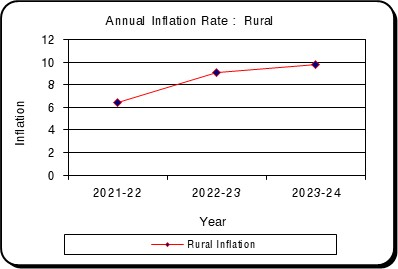 Annual Inflation Rate : Rural
12
10
8
6
4
2
0
Inflation
2021-22 2022-23 2023-24
Year
Rural Inflation